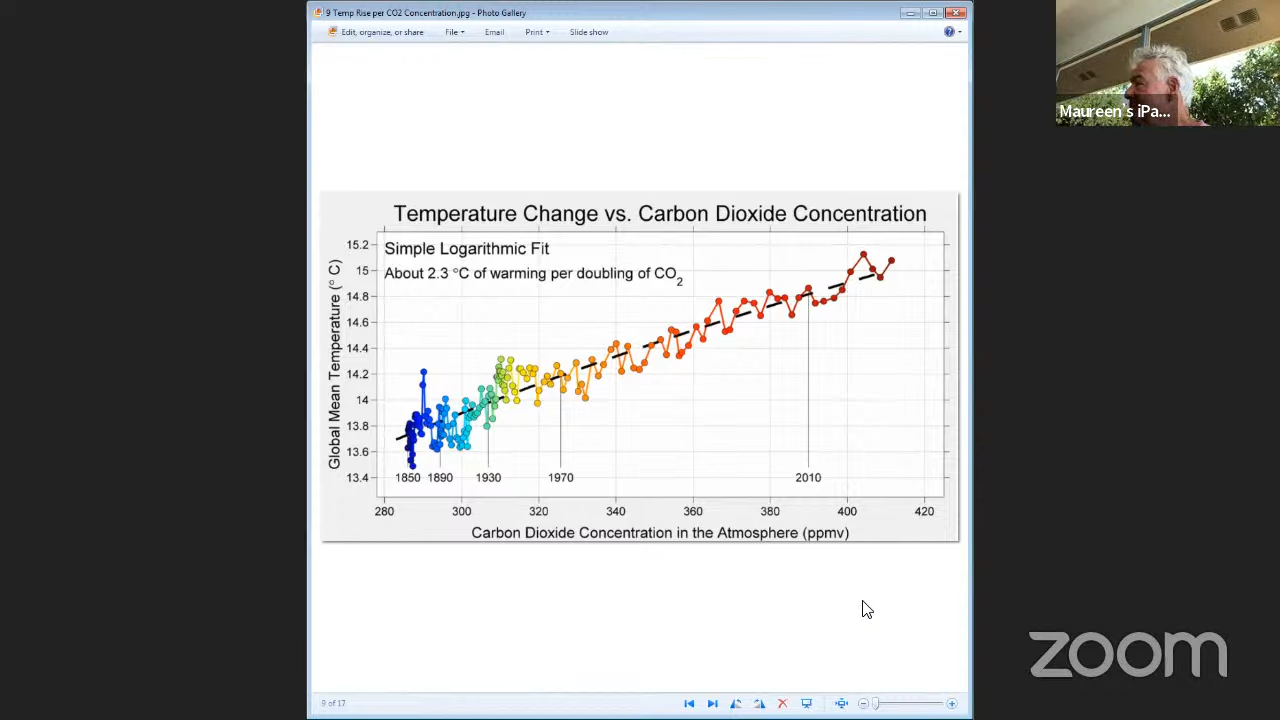 9 Temp Rise per CO2 Concentration.jpg - Photo Gallery
Edit, organize, or share File Email Print Slide show
Maureen's iPa...
Temperature Change vs. Carbon Dioxide Concentration
Simple Logarithmic Fit
About 2.3 °C of warming per doubling of CO2
Global Mean Temperature (° C)
15.2
15
14.8
14.6
14.4
14.2
14
13.8
13.6
13.4
1850 1890 1930 1970 2010
280 300 320 340 360 380 400 420
Carbon Dioxide Concentration in the Atmosphere (ppmv)
zoom
9 of 17